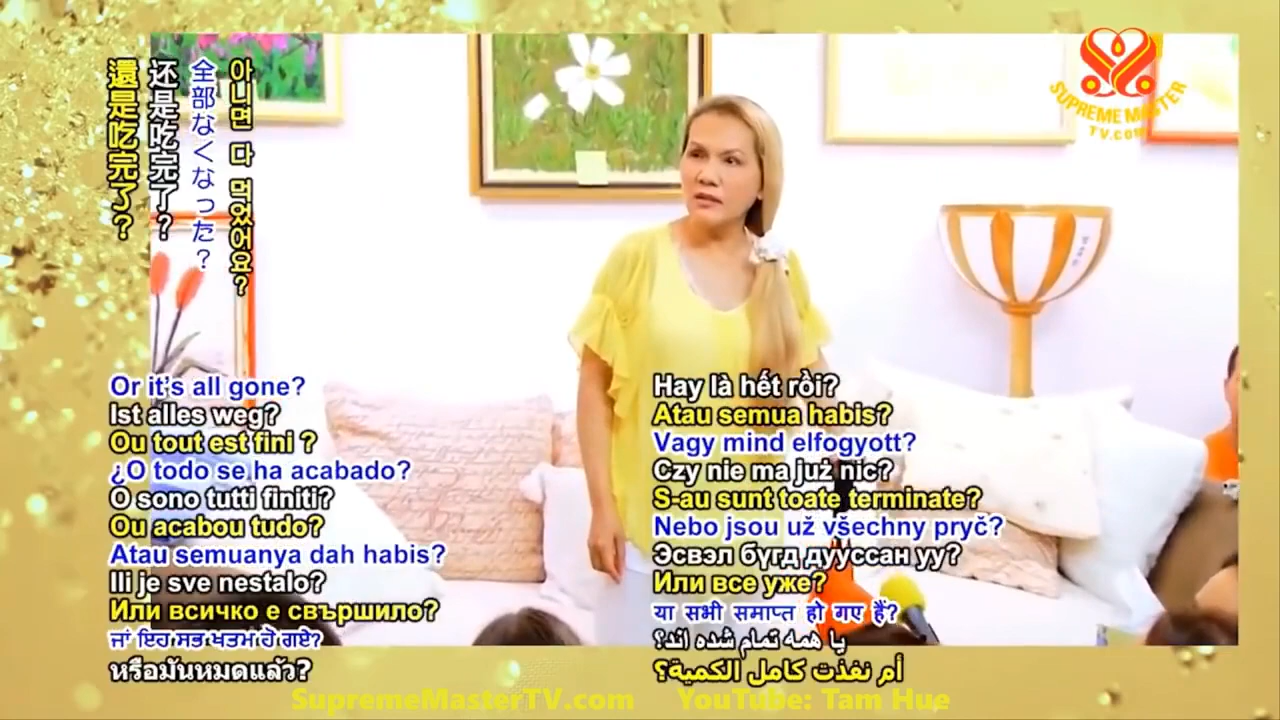 還是吃完了？
还是吃完了？
全部なくなった？
아니면 다 먹었어요?
SUPREME MASTER
TV.COM
Or it's all gone?
Ist alles weg?
Ou tout est fini ?
¿O todo se ha acabado?
O sono tutti finiti?
Ou acabou tudo?
Atau semuanya dah habis?
Ili je sve nestalo?
Или всичко е свършило?
ਜਾਂ ਇਹ ਸਭ ਖਤਮ ਹੋ ਗਏ?
หรือมันหมดแล้ว?
Hay là hết rồi?
Atau semua habis?
Vagy mind elfogyott?
Czy nie ma już nic?
S-au sunt toate terminate?
Nebo jsou už všechny pryč?
Эсвэл бүгд дууссан уу?
Или все уже?
या सभी समाप्त हो गए हैं?
یا همه تمام شده اند؟
أم نفذت كامل الكمية؟
SupremeMasterTV.com YouTube: Tam Hue